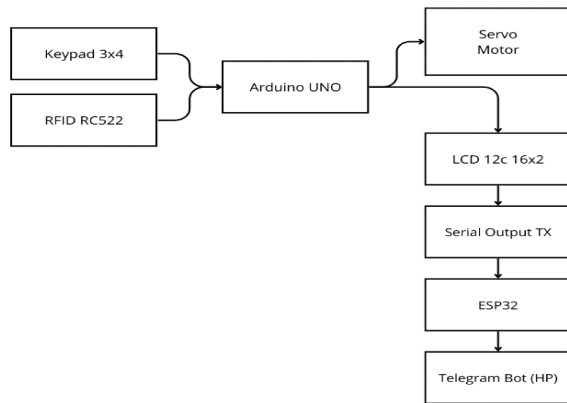 Keypad 3x4
RFID RC522
Arduino UNO
Servo
Motor
LCD 12c 16x2
Serial Output TX
ESP32
Telegram Bot (HP)